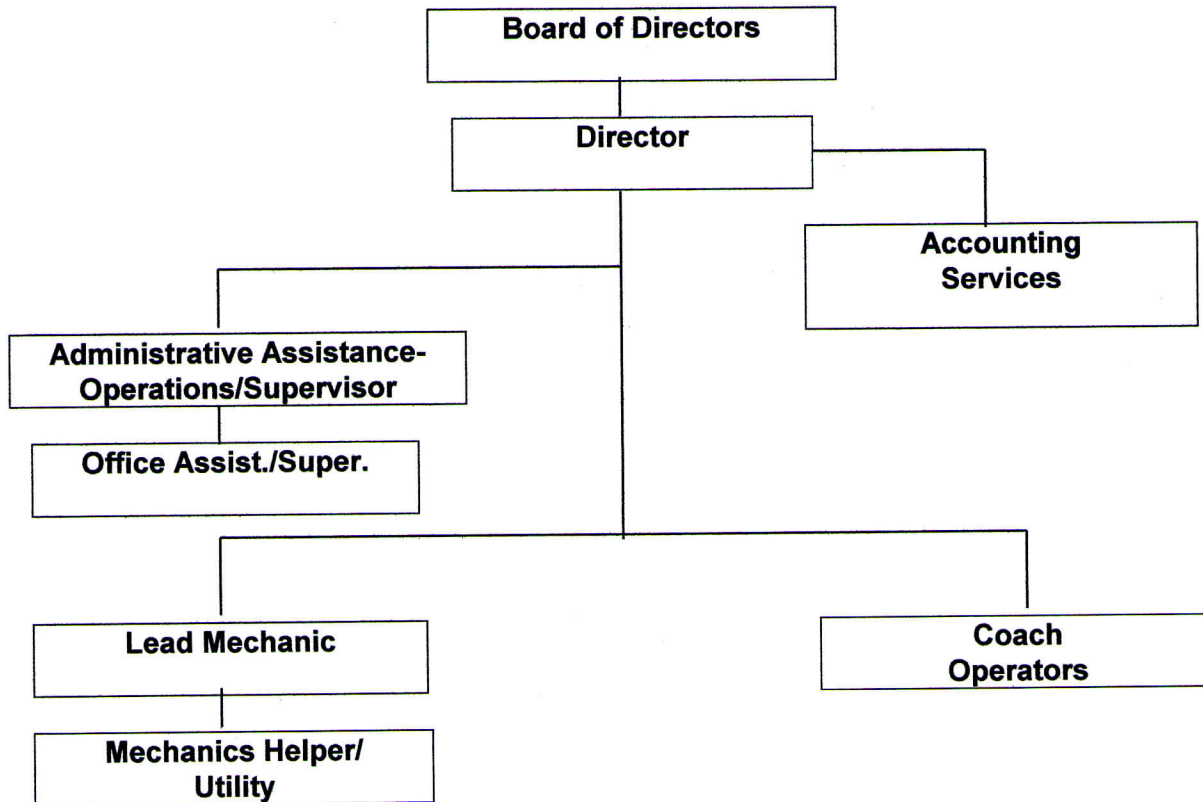 Board of Directors
Director
Accounting
Services
Administrative Assistance-
Operations/Supervisor
Office Assist./Super.
Lead Mechanic
Coach
Operators
Mechanics Helper/
Utility